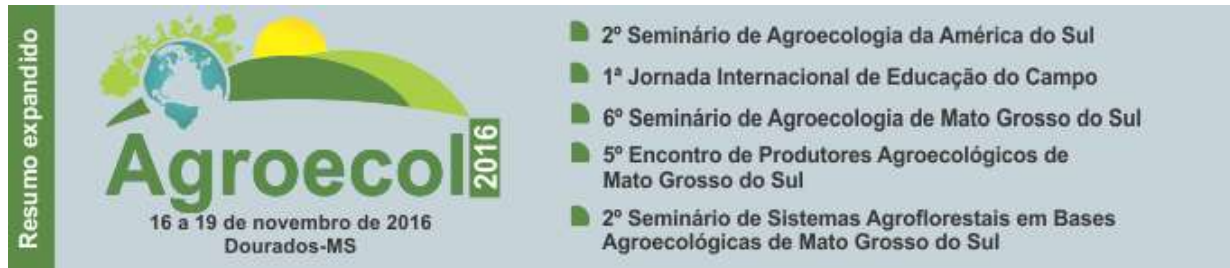 Resumo expandido
Agroecol
2016
16 a 19 de novembro de 2016
Dourados-MS
2º Seminário de Agroecologia da América do Sul
1ª Jornada Internacional de Educação do Campo
6º Seminário de Agroecologia de Mato Grosso do Sul
5º Encontro de Produtores Agroecológicos de
Mato Grosso do Sul
2º Seminário de Sistemas Agroflorestais em Bases
Agroecológicas de Mato Grosso do Sul